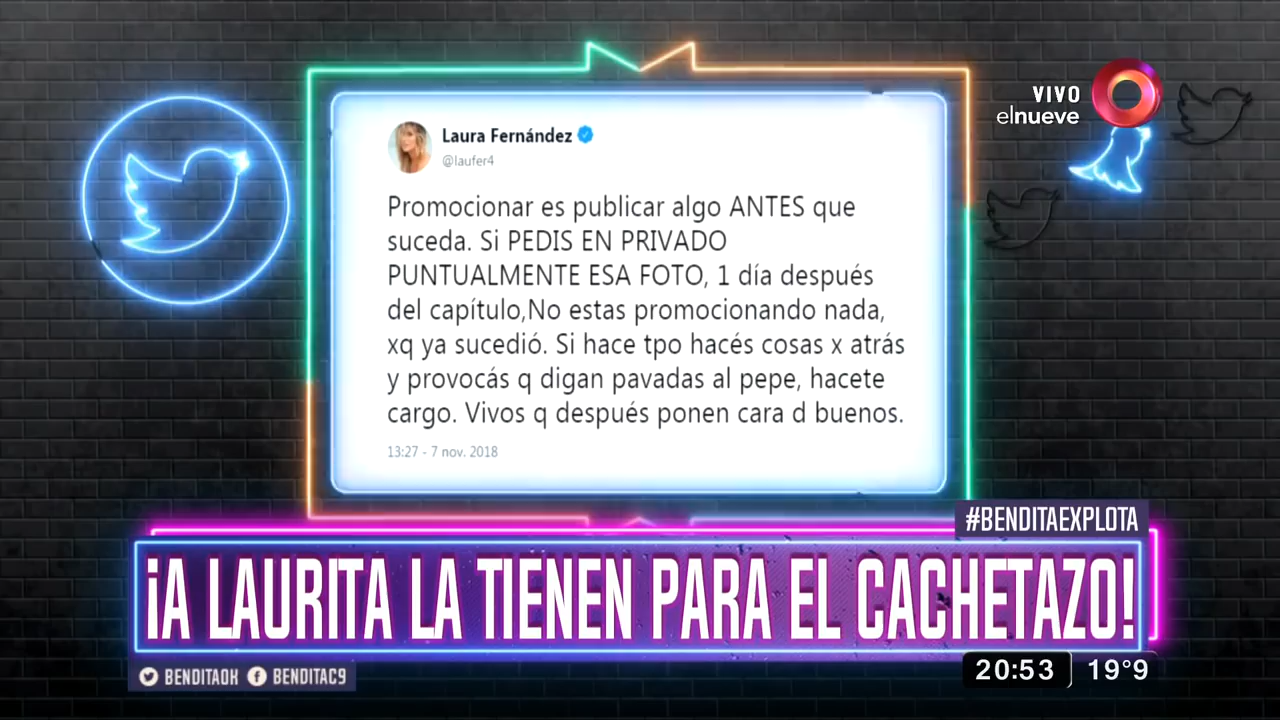 VIVO
elnueve
Laura Fernández
@laufer4
Promocionar es publicar algo ANTES que
suceda. Si PEDIS EN PRIVADO
PUNTUALMENTE ESA FOTO, 1 día después
del capítulo,No estas promocionando nada,
xq ya sucedió. Si hace tpo hacés cosas x atrás
y provocás q digan pavadas al pepe, hacete
cargo. Vivos q después ponen cara d buenos.
13:27 - 7 nov. 2018
#BENDITAEXPLOTA
¡A LAURITA LA TIENEN PARA EL CACHETAZO!
BENDITAOK BENDITAC9
20:53 19°9